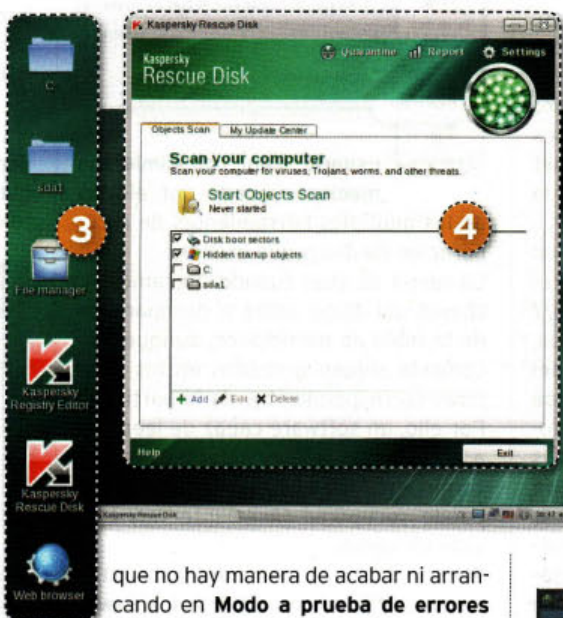 C:
sda1
3
File manager
Kaspersky
Registry Editor
Kaspersky
Rescue Disk
Web browser
Kaspersky Rescue Disk
Kaspersky
Rescue Disk
Quarantine Report Settings
Objects Scan My Update Center
Scan your computer
Scan your computer for viruses, Trojans, worms, and other threats.
Start Objects Scan
Never started
4
Disk boot sectors
Hidden startup objects
C:
sda1
+ Add Edit Delete
Help Exit
Kaspersky Rescue Disk
que no hay manera de acabar ni arran-
cando en Modo a prueba de errores